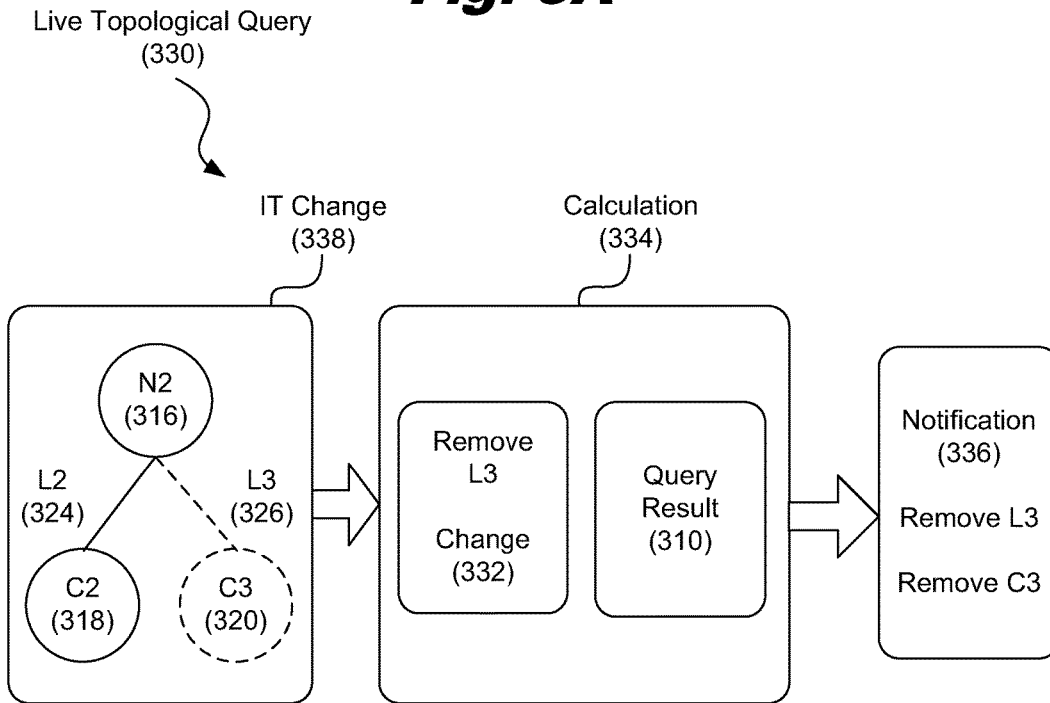 Live Topological Query
(330)
IT Change
(338)
Calculation
(334)
N2
(316)
L2
(324)
L3
(326)
C2
(318)
C3
(320)
Remove
L3
Change
(332)
Query
Result
(310)
Notification
(336)
Remove L3
Remove C3